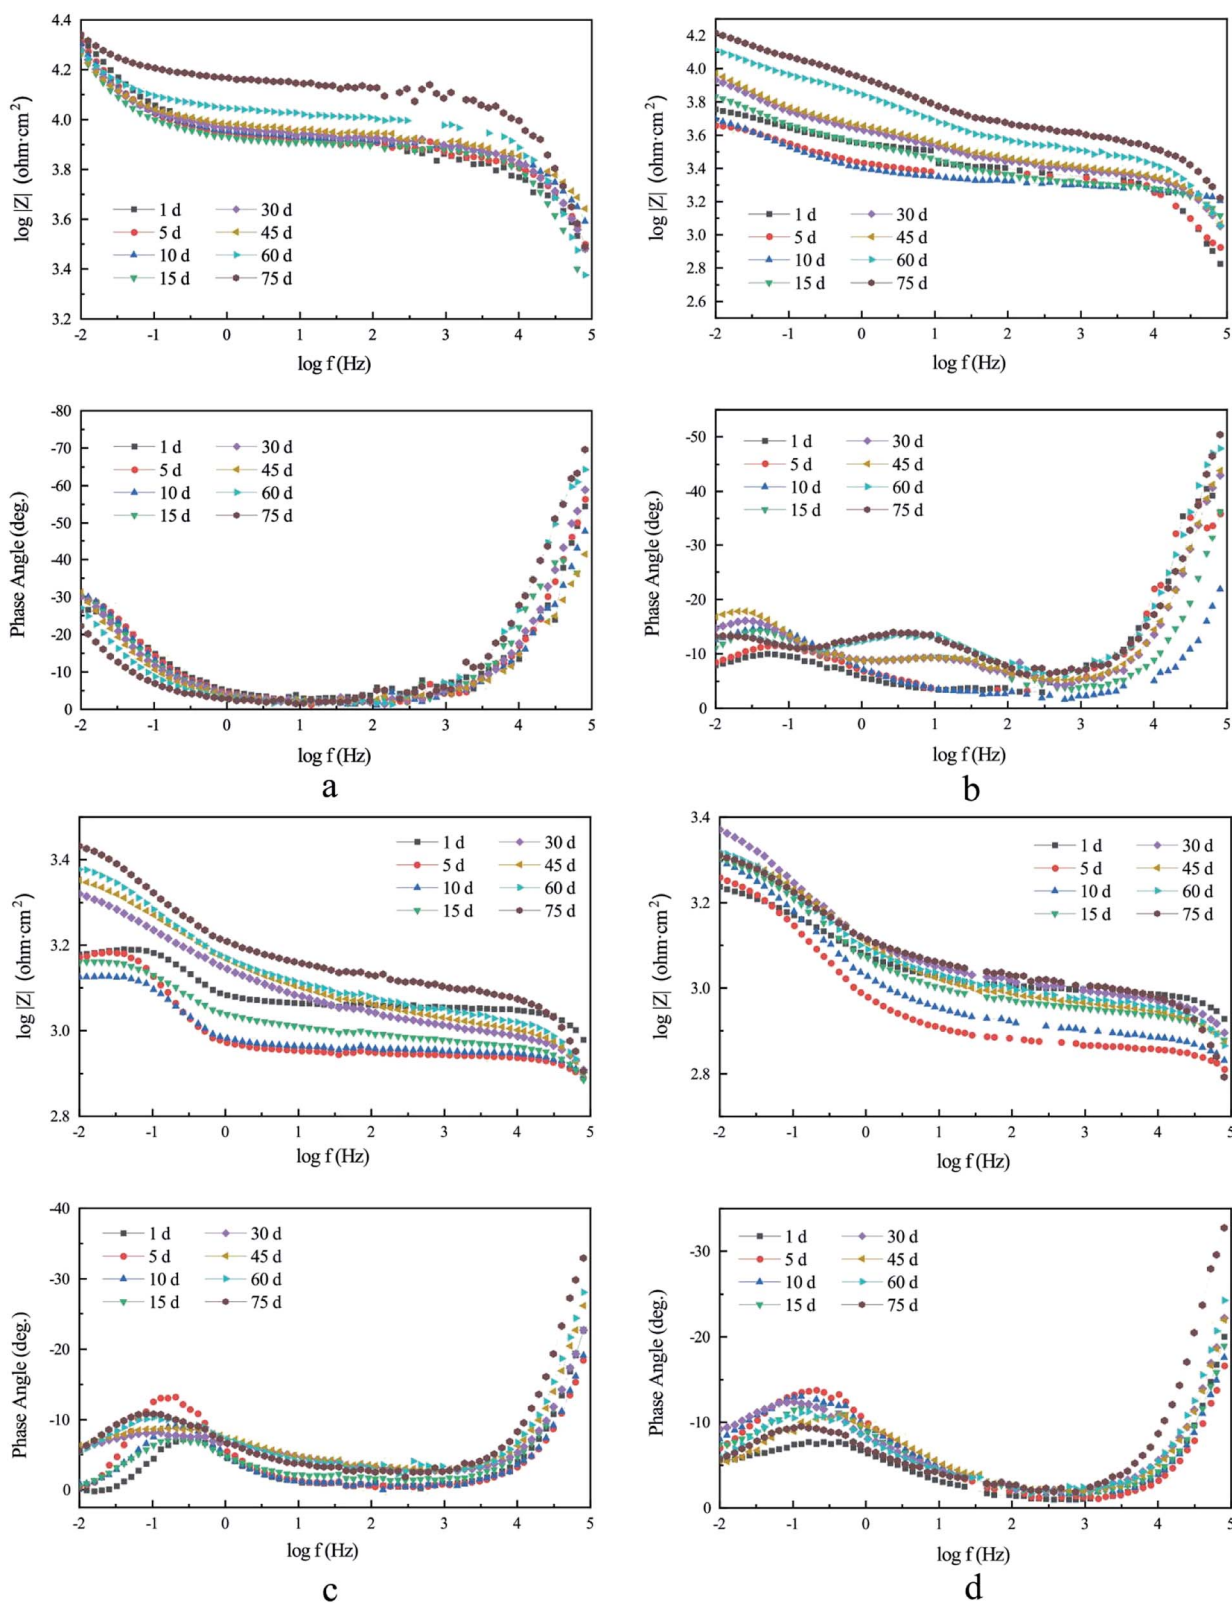 4.4
4.2
4.0
3.8
3.6
3.4
3.2
log |Z| (ohm·cm2)
1 d 30 d
5 d 45 d
10 d 60 d
15 d 75 d
-2 -1 0 1 2 3 4 5
log f (Hz)
4.2
4.0
3.8
3.6
3.4
3.2
3.0
2.8
2.6
log |Z| (ohm·cm2)
1 d 30 d
5 d 45 d
10 d 60 d
15 d 75 d
-2 -1 0 1 2 3 4 5
log f (Hz)
-80
-70
-60
-50
-40
-30
-20
-10
0
Phase Angle (deg.)
1 d 30 d
5 d 45 d
10 d 60 d
15 d 75 d
-2 -1 0 1 2 3 4 5
log f (Hz)
a
-50
-40
-30
-20
-10
0
Phase Angle (deg.)
1 d 30 d
5 d 45 d
10 d 60 d
15 d 75 d
-2 -1 0 1 2 3 4 5
log f (Hz)
b
3.4
3.2
3.0
2.8
log |Z| (ohm·cm2)
1 d 30 d
5 d 45 d
10 d 60 d
15 d 75 d
-2 -1 0 1 2 3 4 5
log f (Hz)
3.4
3.2
3.0
2.8
log |Z| (ohm·cm2)
1 d 30 d
5 d 45 d
10 d 60 d
15 d 75 d
-2 -1 0 1 2 3 4 5
log f (Hz)
-40
-30
-20
-10
0
Phase Angle (deg.)
1 d 30 d
5 d 45 d
10 d 60 d
15 d 75 d
-2 -1 0 1 2 3 4 5
log f (Hz)
c
-30
-20
-10
0
Phase Angle (deg.)
1 d 30 d
5 d 45 d
10 d 60 d
15 d 75 d
-2 -1 0 1 2 3 4 5
log f (Hz)
d